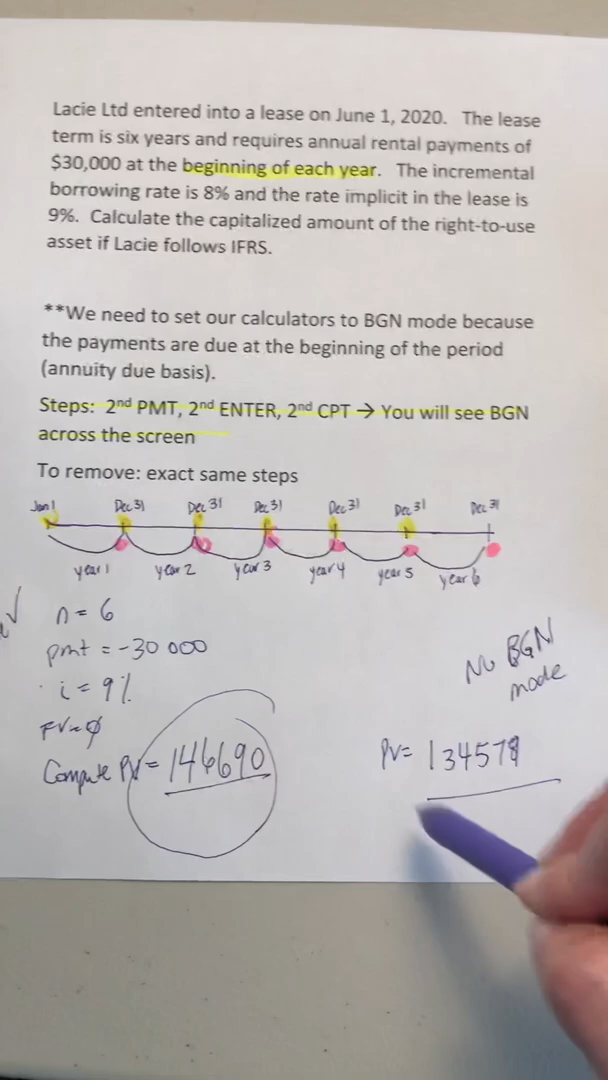 Lacie Ltd entered into a lease on June 1, 2020. The lease
term is six years and requires annual rental payments of
$30,000 at the beginning of each year. The incremental
borrowing rate is 8% and the rate implicit in the lease is
9%. Calculate the capitalized amount of the right-to-use
asset if Lacie follows IFRS.
**We need to set our calculators to BGN mode because
the payments are due at the beginning of the period
(annuity due basis).
Steps: 2nd PMT, 2nd ENTER, 2nd CPT → You will see BGN
across the screen
To remove: exact same steps
Jan 1 Dec 31 Dec 31 Dec 31 Dec 31 Dec 31 Dec 31
year 1 year 2 year 3 year 4 year 5 year 6
n = 6
pmt = -30 000
i = 9%
FV = ø
Compute PV = 146690
No BGN
mode
PV = 134578